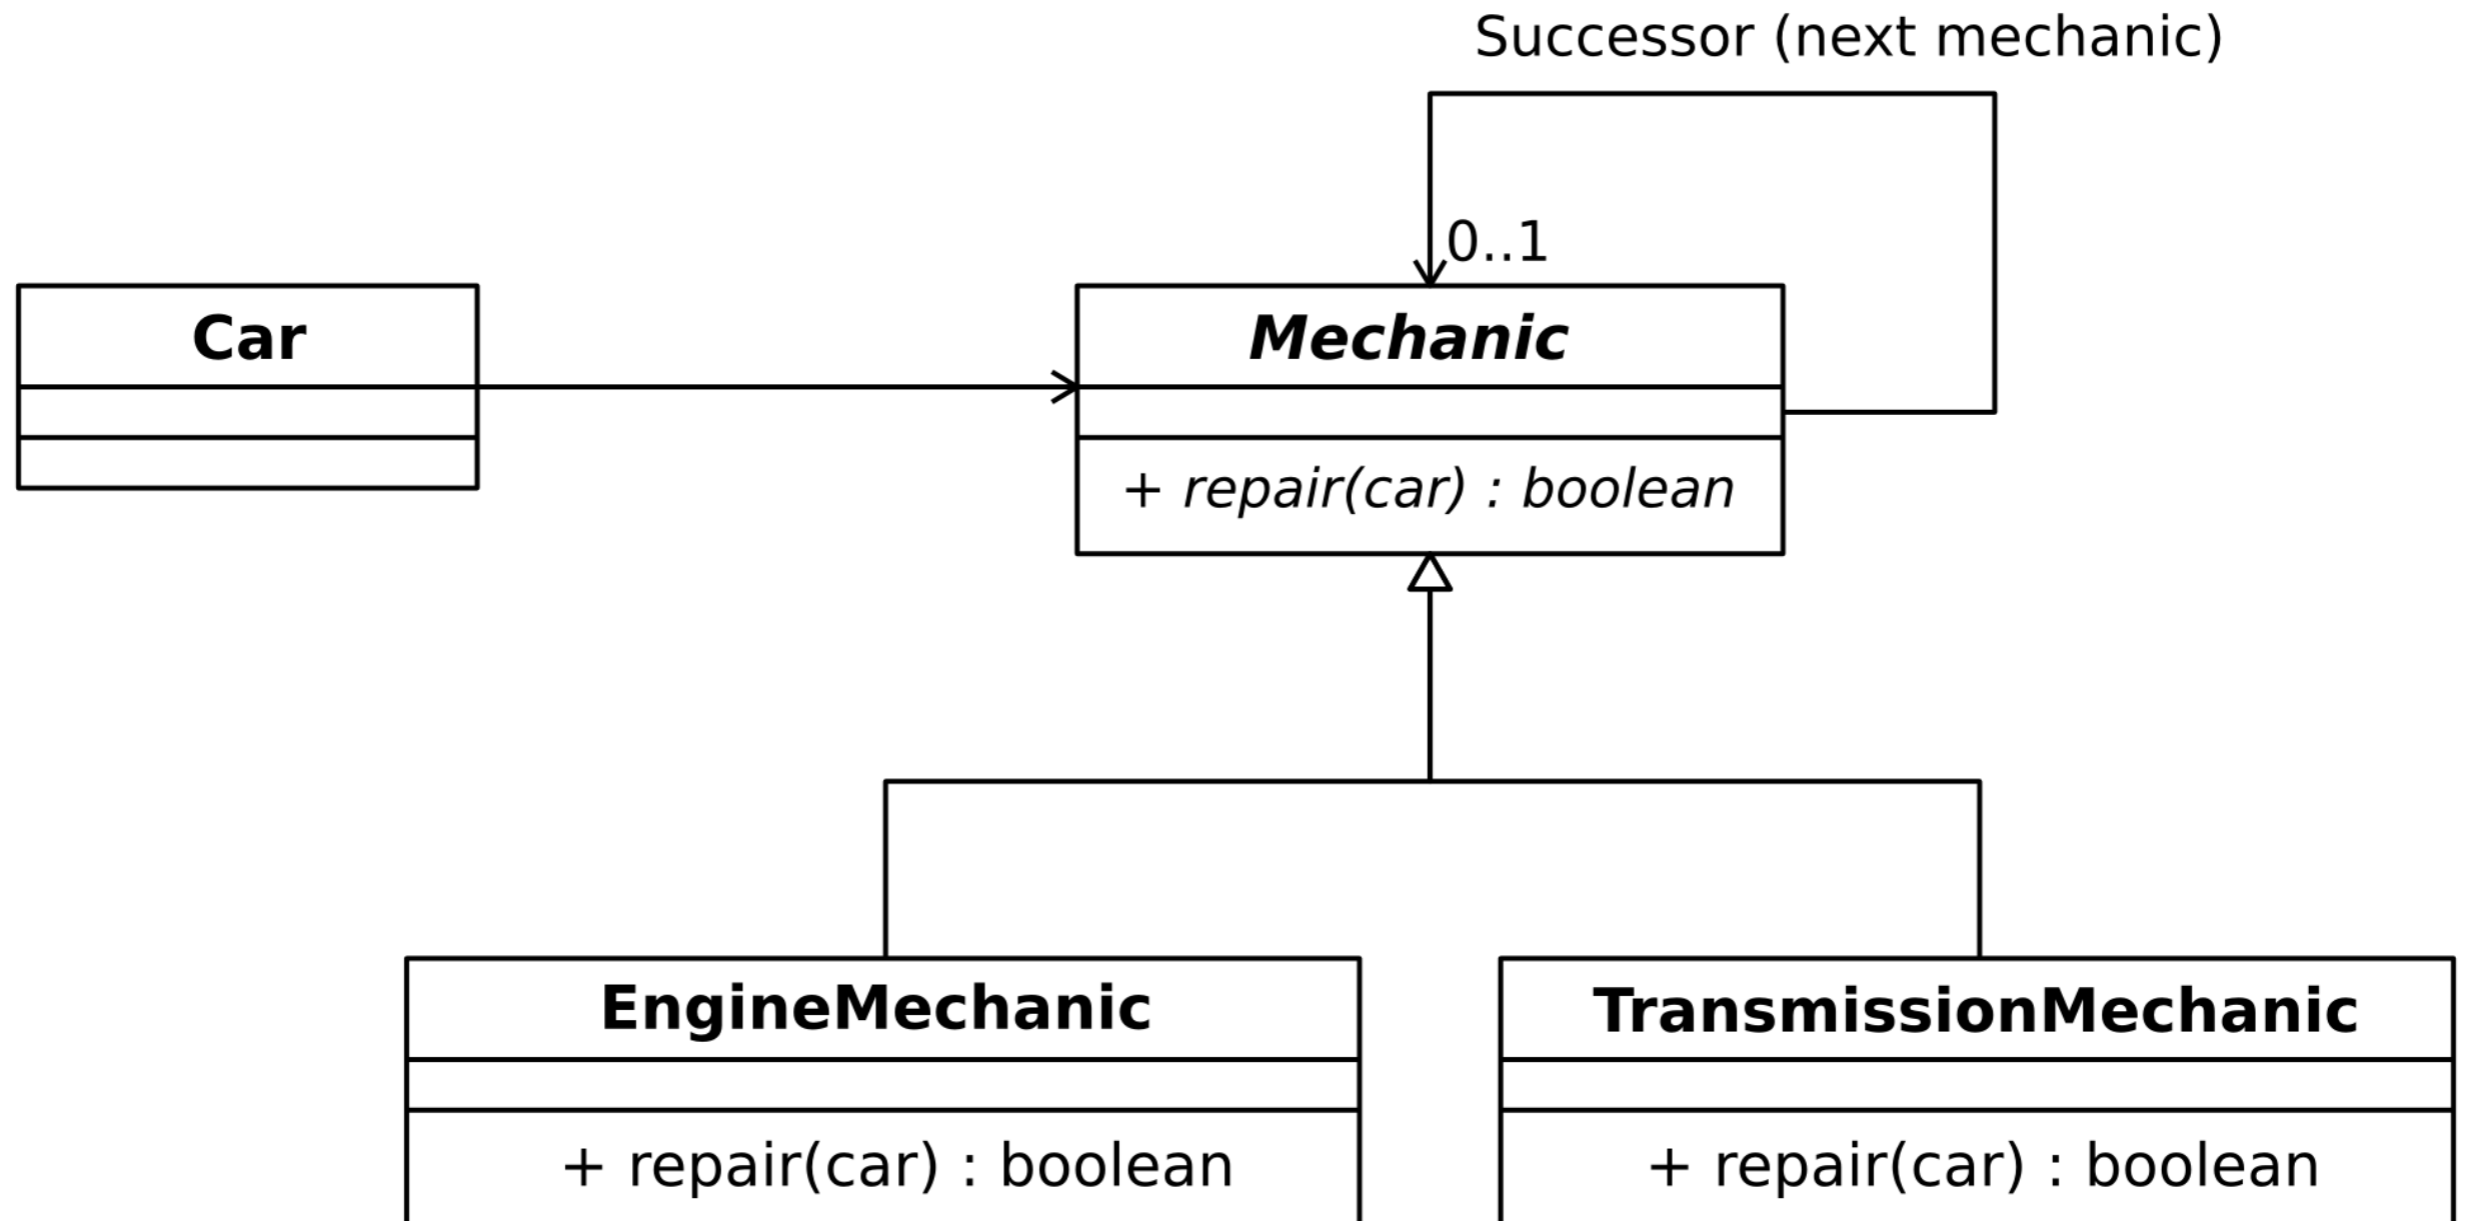 Successor (next mechanic)
0..1
Car
Mechanic
+ repair(car) : boolean
EngineMechanic
+ repair(car) : boolean
TransmissionMechanic
+ repair(car) : boolean